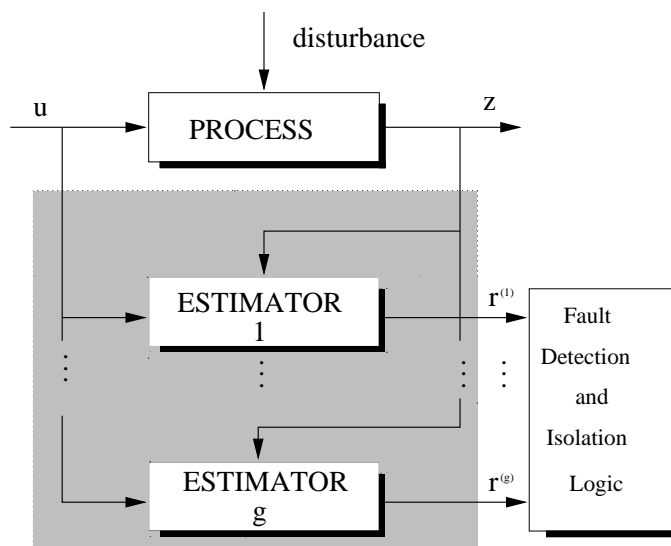 disturbance
u
PROCESS
z
ESTIMATOR
1
r(1)
Fault
Detection
and
Isolation
Logic
ESTIMATOR
g
r(g)